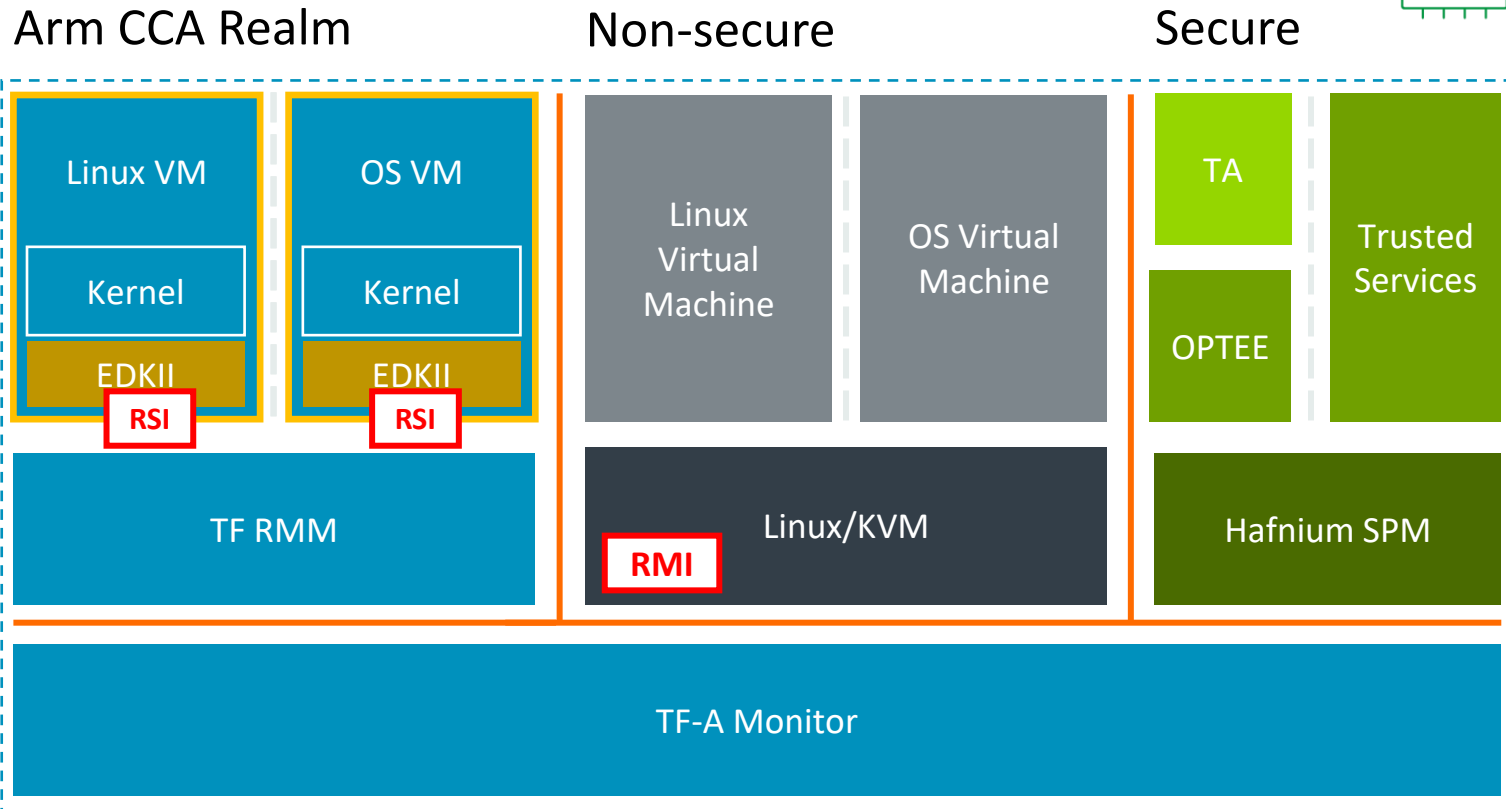 Arm CCA Realm
Non-secure
Secure
Linux VM
Kernel
EDKII
RSI
OS VM
Kernel
EDKII
RSI
TF RMM
Linux
Virtual
Machine
OS Virtual
Machine
Linux/KVM
RMI
TA
OPTEE
Trusted
Services
Hafnium SPM
TF-A Monitor